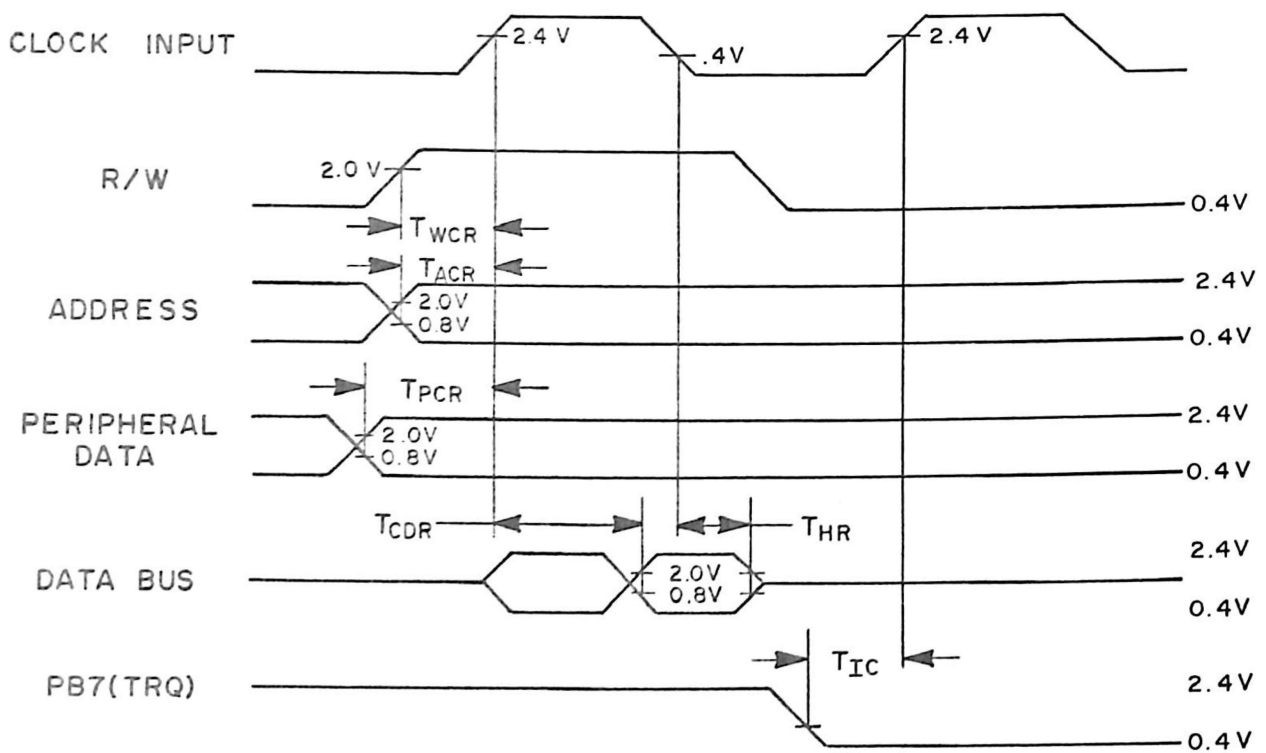 CLOCK INPUT
2.4 V
.4V
2.4 V
R/W
2.0 V
0.4V
TWCR
TACR
ADDRESS
2.0V
0.8V
2.4V
0.4V
TPCR
PERIPHERAL
DATA
2.0V
0.8V
2.4V
0.4V
TCDR
THR
DATA BUS
2.0V
0.8V
2.4V
0.4V
TIC
PB7(TRQ)
2.4V
0.4V